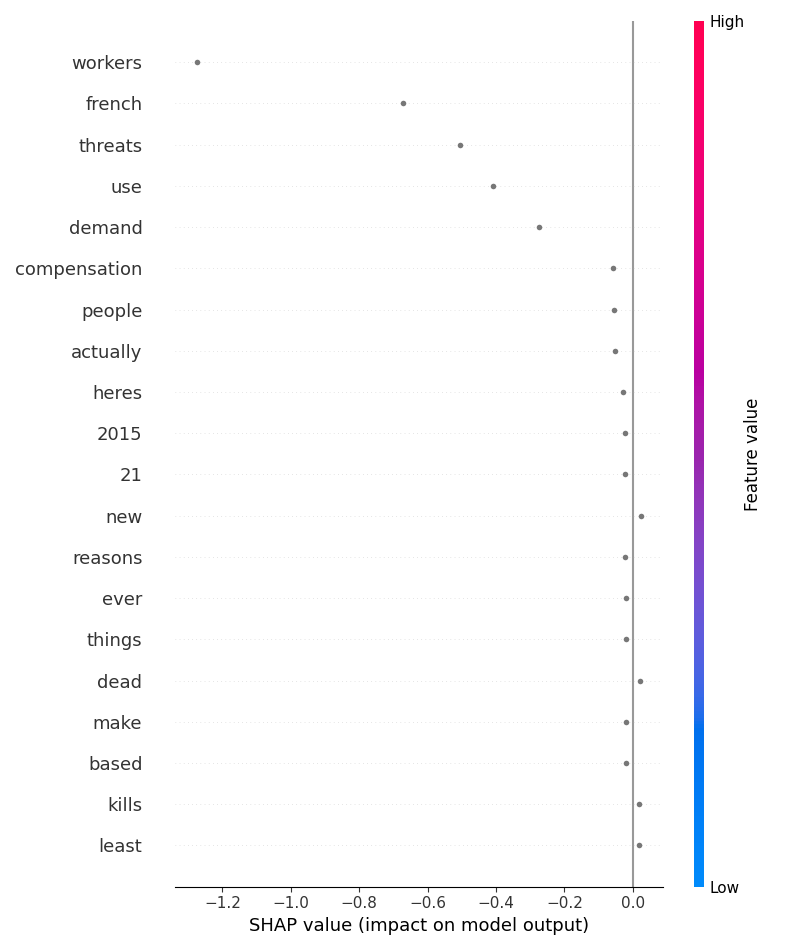 High
workers
french
threats
use
demand
compensation
people
actually
heres
2015
21
new
reasons
ever
things
dead
make
based
kills
least
Feature value
Low
−1.2 −1.0 −0.8 −0.6 −0.4 −0.2 0.0
SHAP value (impact on model output)